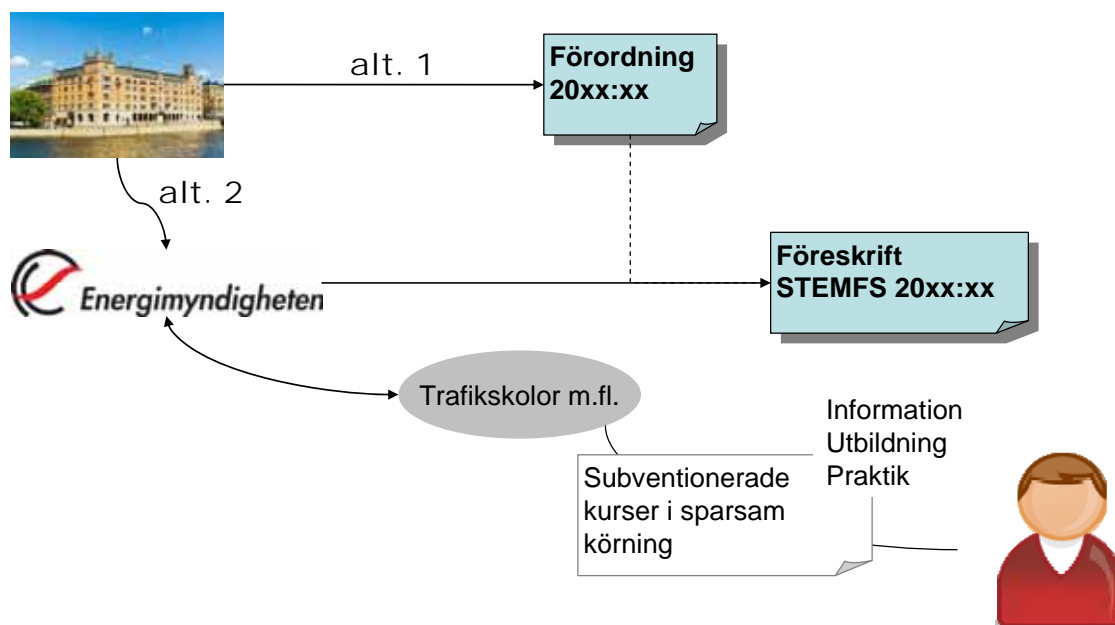 alt. 1
Förordning
20xx:xx
alt. 2
Energimyndigheten
Föreskrift
STEMFS 20xx:xx
Trafikskolor m.fl.
Information
Utbildning
Praktik
Subventionerade
kurser i sparsam
körning